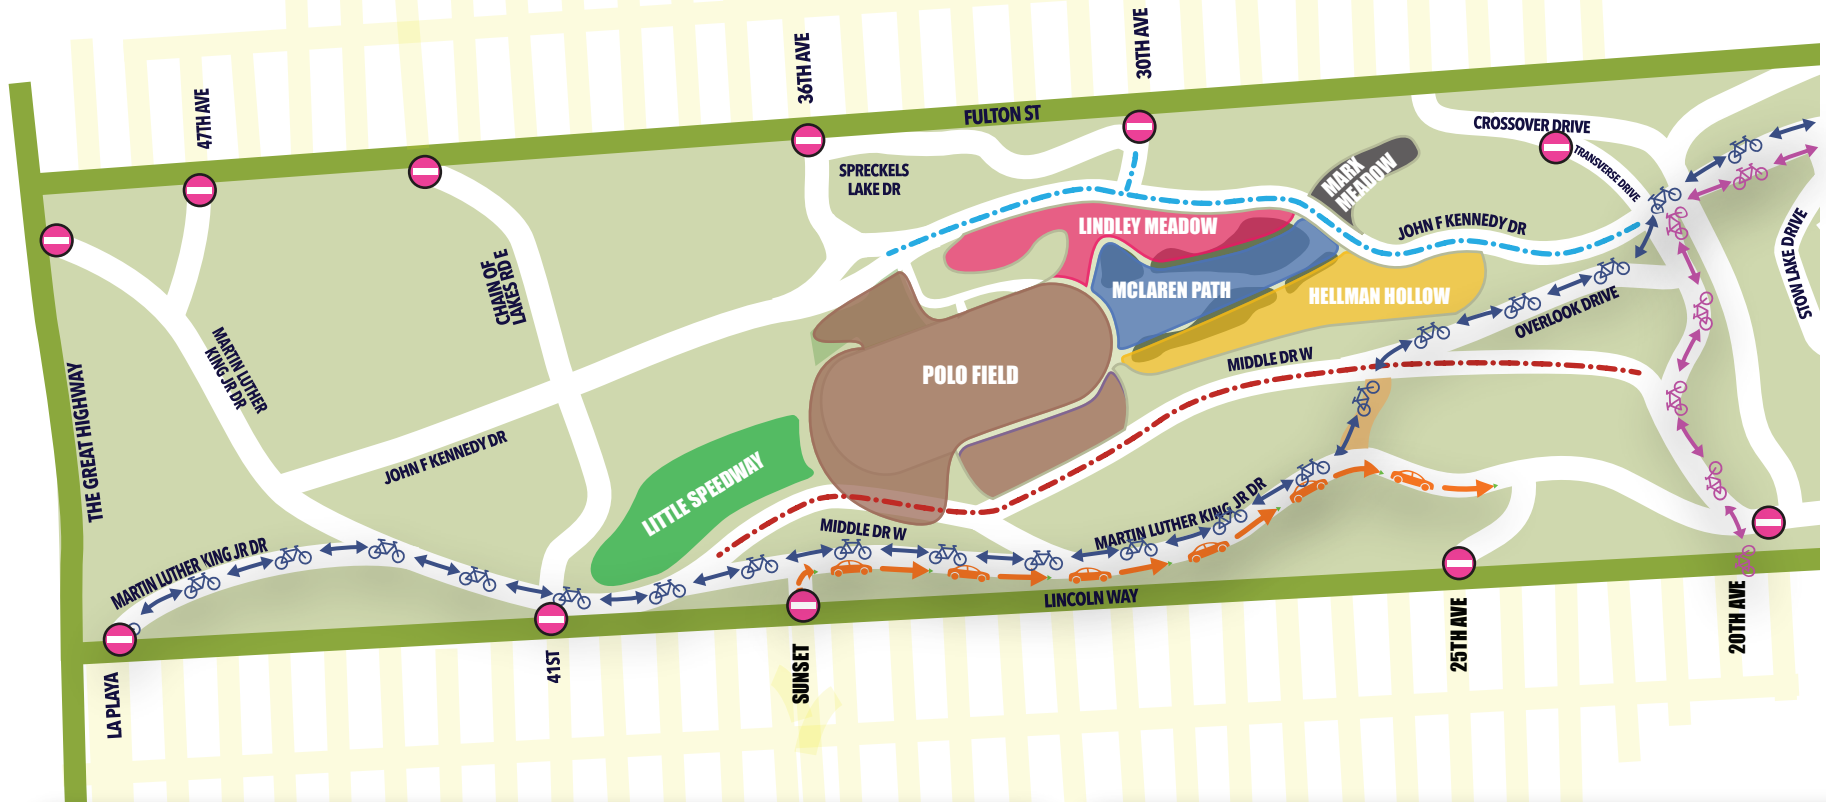 47TH AVE
36TH AVE
30TH AVE
FULTON ST
CROSSOVER DRIVE
TRANSVERSE DRIVE
SPRECKELS
LAKE DR
MARX
MEADOW
LINDLEY MEADOW
JOHN F KENNEDY DR
STOW LAKE DRIVE
CHAIN OF
LAKES RD E
MCLAREN PATH
HELLMAN HOLLOW
OVERLOOK DRIVE
MARTIN LUTHER
KING JR DR
MIDDLE DR W
POLO FIELD
THE GREAT HIGHWAY
JOHN F KENNEDY DR
LITTLE SPEEDWAY
MIDDLE DR W
MARTIN LUTHER KING JR DR
MARTIN LUTHER KING JR DR
LINCOLN WAY
LA PLAYA
41ST
SUNSET
25TH AVE
20TH AVE